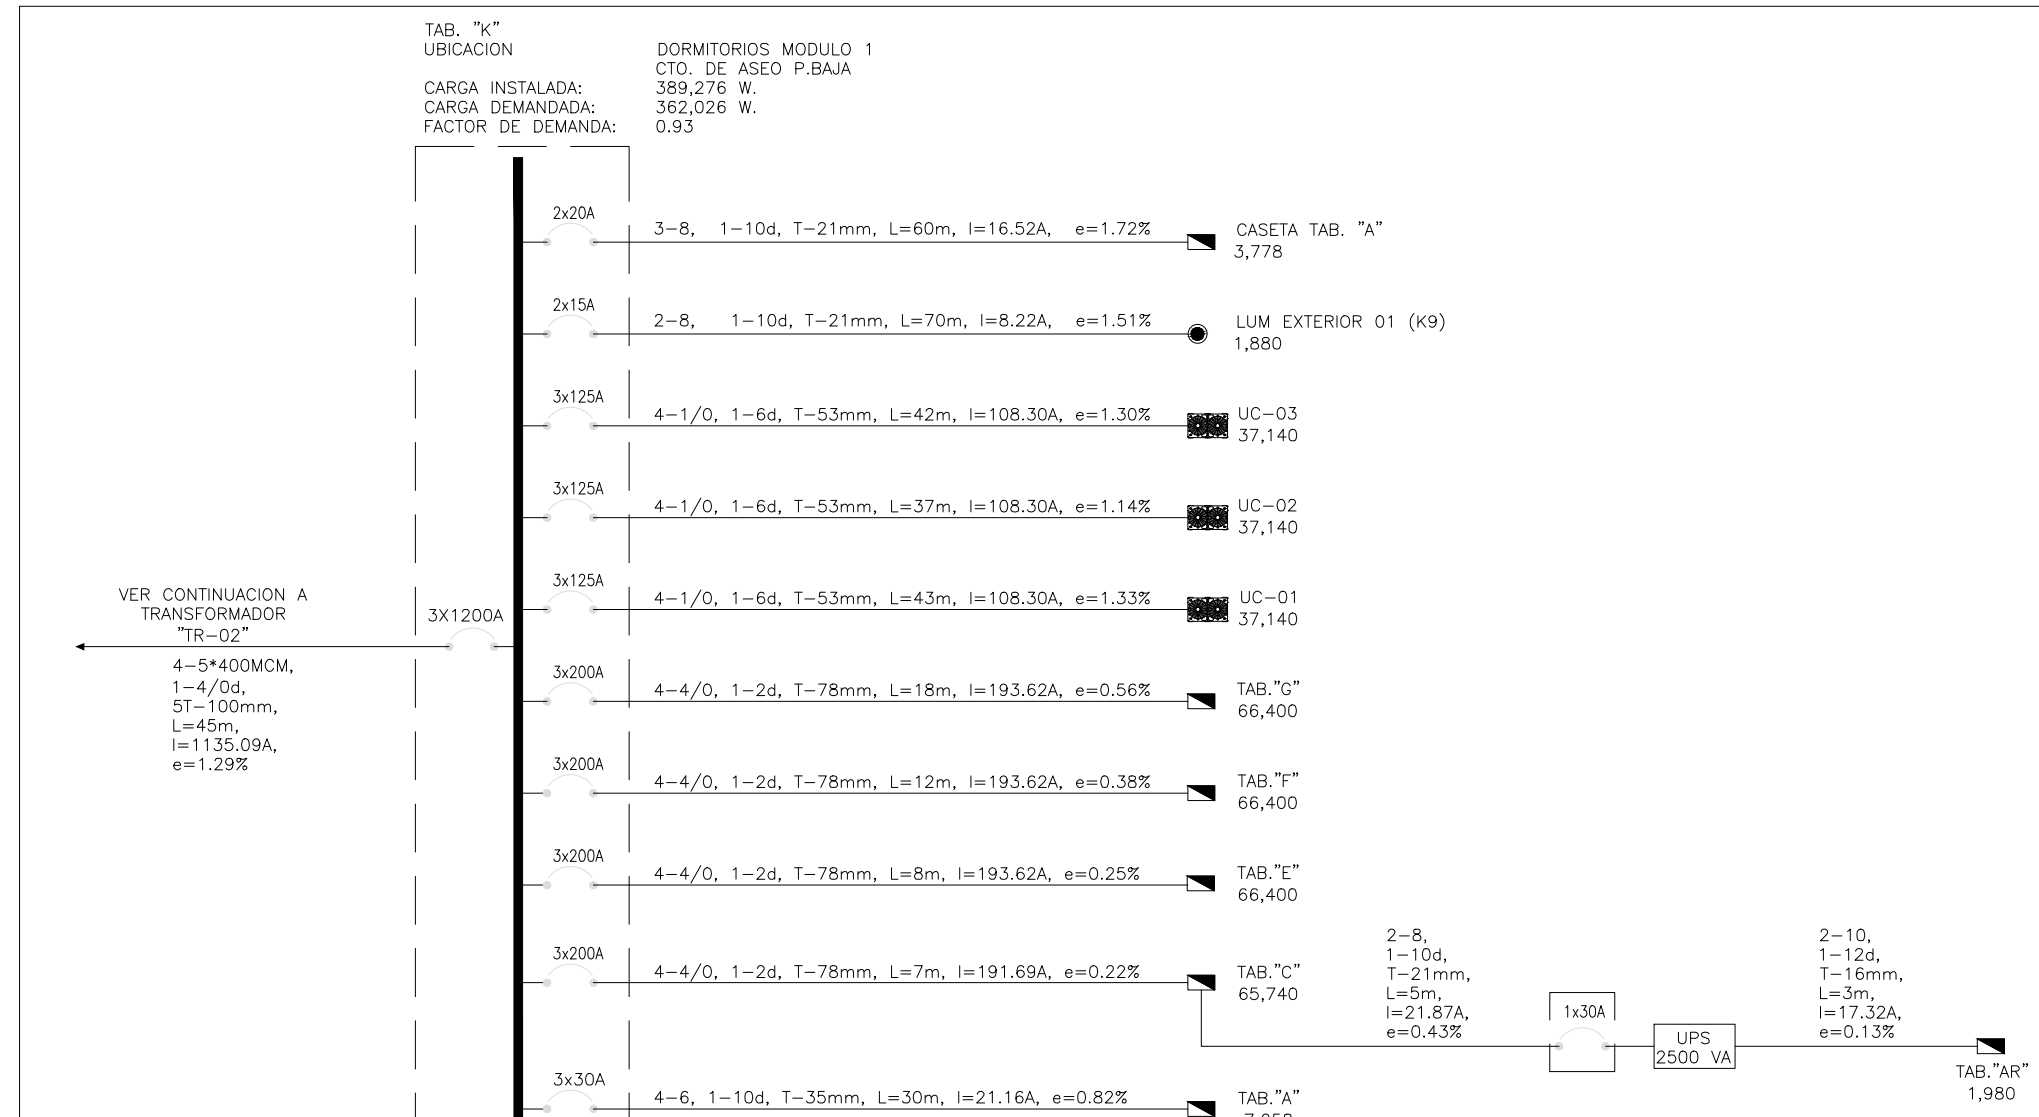 TAB. "K"
UBICACION DORMITORIOS MODULO 1
CTO. DE ASEO P.BAJA
CARGA INSTALADA: 389,276 W.
CARGA DEMANDADA: 362,026 W.
FACTOR DE DEMANDA: 0.93
2x20A
3-8, 1-10d, T-21mm, L=60m, I=16.52A, e=1.72%
CASETA TAB. "A"
3,778
2x15A
2-8, 1-10d, T-21mm, L=70m, I=8.22A, e=1.51%
LUM EXTERIOR 01 (K9)
1,880
3x125A
4-1/0, 1-6d, T-53mm, L=42m, I=108.30A, e=1.30%
UC-03
37,140
3x125A
4-1/0, 1-6d, T-53mm, L=37m, I=108.30A, e=1.14%
UC-02
37,140
3x125A
4-1/0, 1-6d, T-53mm, L=43m, I=108.30A, e=1.33%
UC-01
37,140
VER CONTINUACION A
TRANSFORMADOR
"TR-02"
4-5*400MCM,
1-4/0d,
5T-100mm,
L=45m,
I=1135.09A,
e=1.29%
3X1200A
3x200A
4-4/0, 1-2d, T-78mm, L=18m, I=193.62A, e=0.56%
TAB."G"
66,400
3x200A
4-4/0, 1-2d, T-78mm, L=12m, I=193.62A, e=0.38%
TAB."F"
66,400
3x200A
4-4/0, 1-2d, T-78mm, L=8m, I=193.62A, e=0.25%
TAB."E"
66,400
3x200A
4-4/0, 1-2d, T-78mm, L=7m, I=191.69A, e=0.22%
TAB."C"
65,740
2-8,
1-10d,
T-21mm,
L=5m,
I=21.87A,
e=0.43%
1x30A
UPS
2500 VA
2-10,
1-12d,
T-16mm,
L=3m,
I=17.32A,
e=0.13%
TAB."AR"
1,980
3x30A
4-6, 1-10d, T-35mm, L=30m, I=21.16A, e=0.82%
TAB."A"